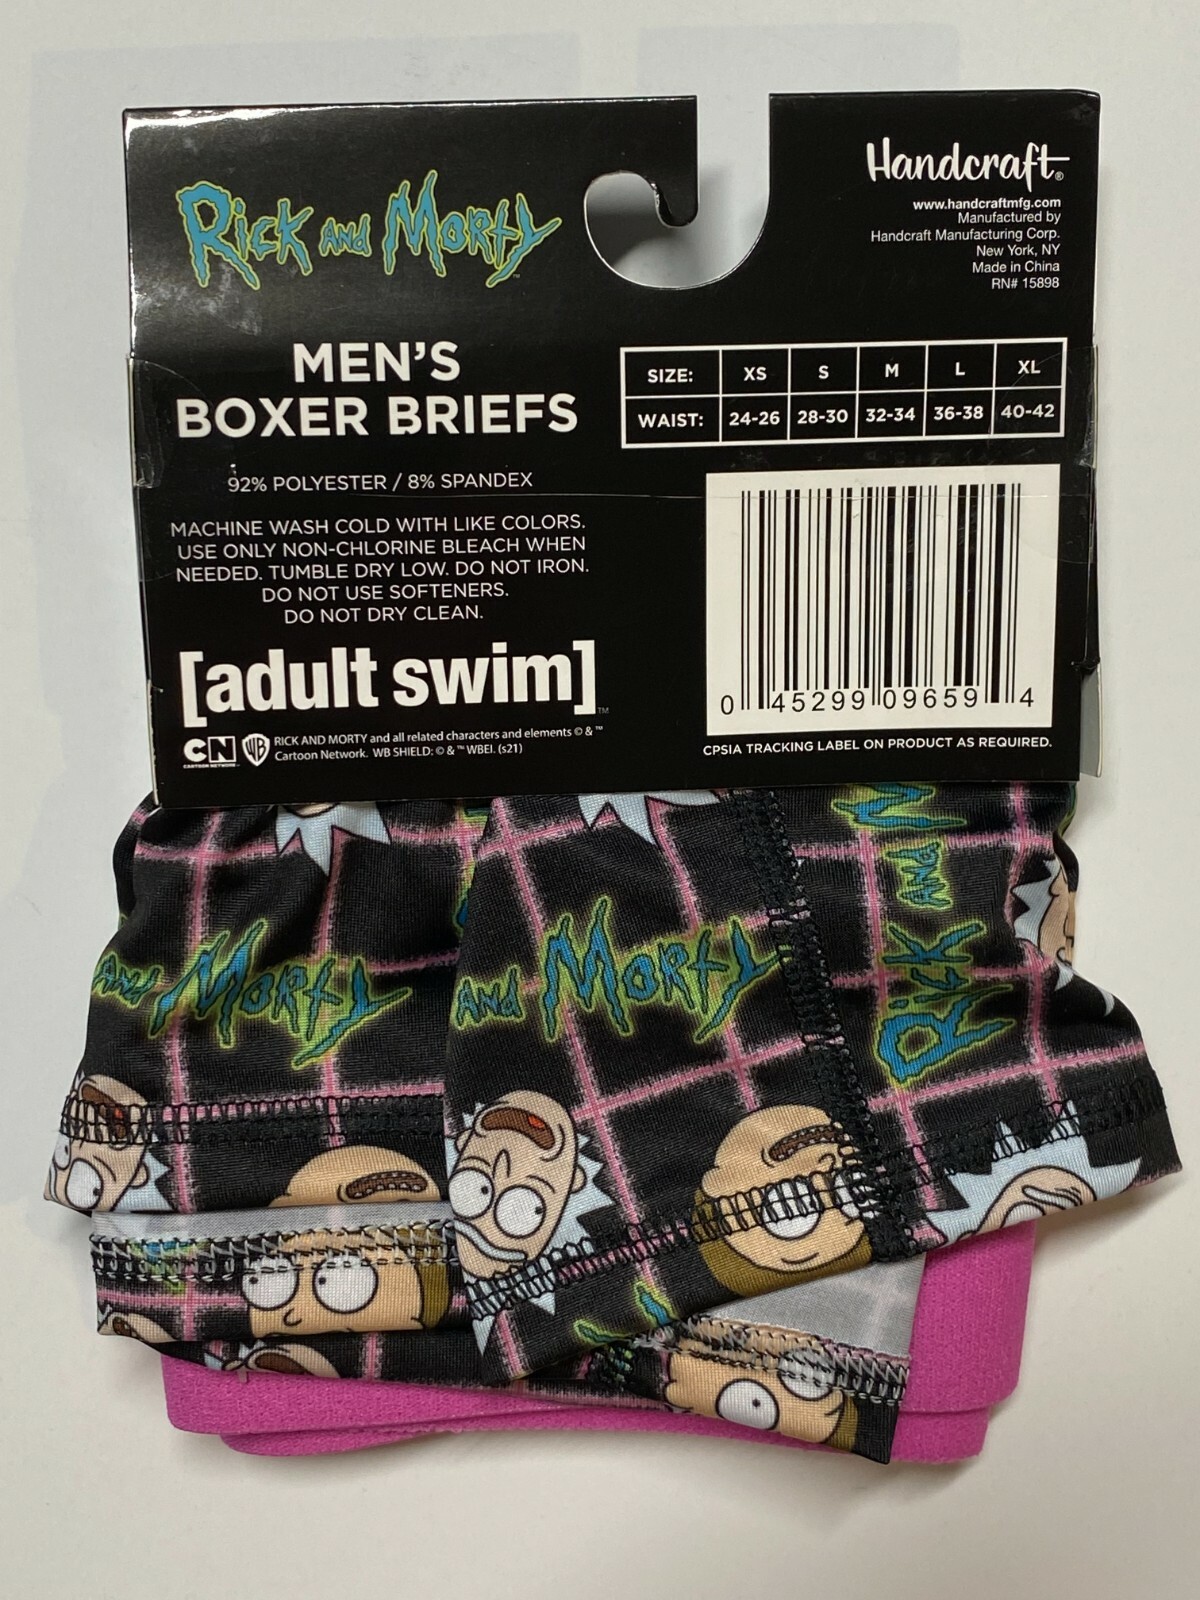 RICK AND MORTY™
Handcraft®
www.handcraftmfg.com
Manufactured by
Handcraft Manufacturing Corp.
New York, NY
Made in China
RN# 15898
MEN'S
BOXER BRIEFS
SIZE: XS S M L XL
WAIST: 24-26 28-30 32-34 36-38 40-42
92% POLYESTER / 8% SPANDEX
MACHINE WASH COLD WITH LIKE COLORS.
USE ONLY NON-CHLORINE BLEACH WHEN
NEEDED. TUMBLE DRY LOW. DO NOT IRON.
DO NOT USE SOFTENERS.
DO NOT DRY CLEAN.
[adult swim]™
0 45299 09659 4
CPSIA TRACKING LABEL ON PRODUCT AS REQUIRED.
CN
CARTOON NETWORK
WB
RICK AND MORTY and all related characters and elements © & ™
Cartoon Network. WB SHIELD: © & ™ WBEI. (s21)
AND MORTY
AND MORTY
RICK AND M